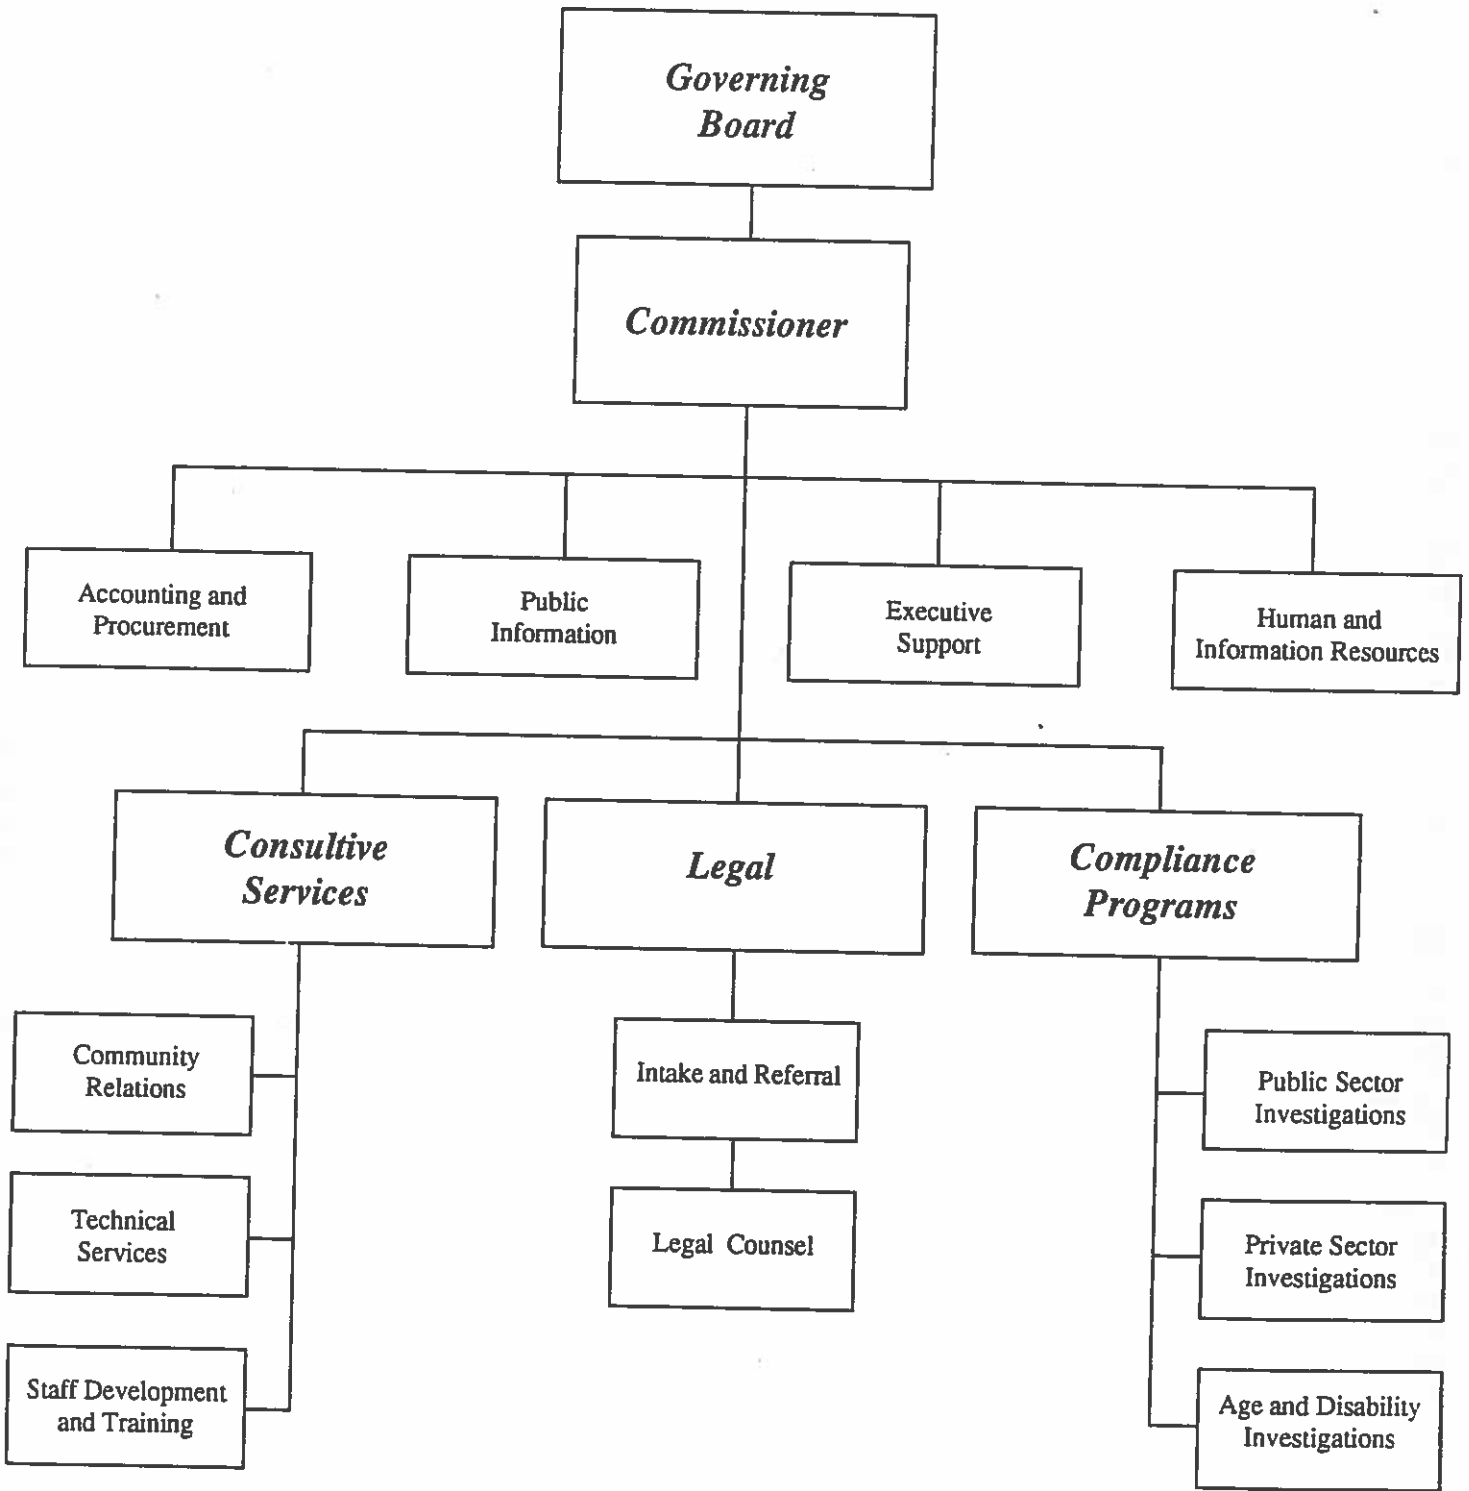 Governing
Board
Commissioner
Accounting and
Procurement
Public
Information
Executive
Support
Human and
Information Resources
Consultive
Services
Legal
Compliance
Programs
Community
Relations
Technical
Services
Staff Development
and Training
Intake and Referral
Legal Counsel
Public Sector
Investigations
Private Sector
Investigations
Age and Disability
Investigations